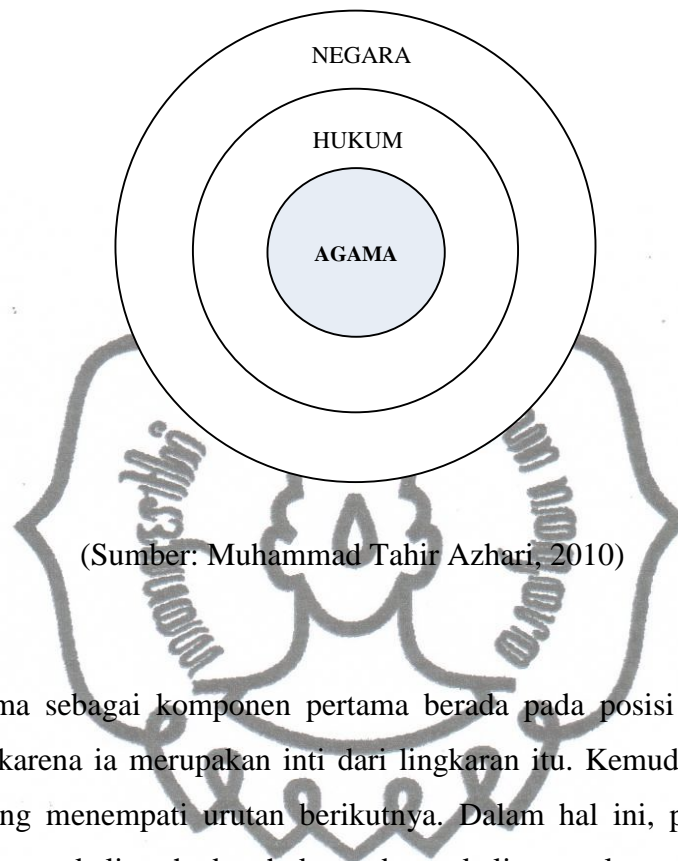 NEGARA
HUKUM
AGAMA
(Sumber: Muhammad Tahir Azhari, 2010)
ma sebagai komponen pertama berada pada posisi
karena ia merupakan inti dari lingkaran itu. Kemud
ng menempati urutan berikutnya. Dalam hal ini, p